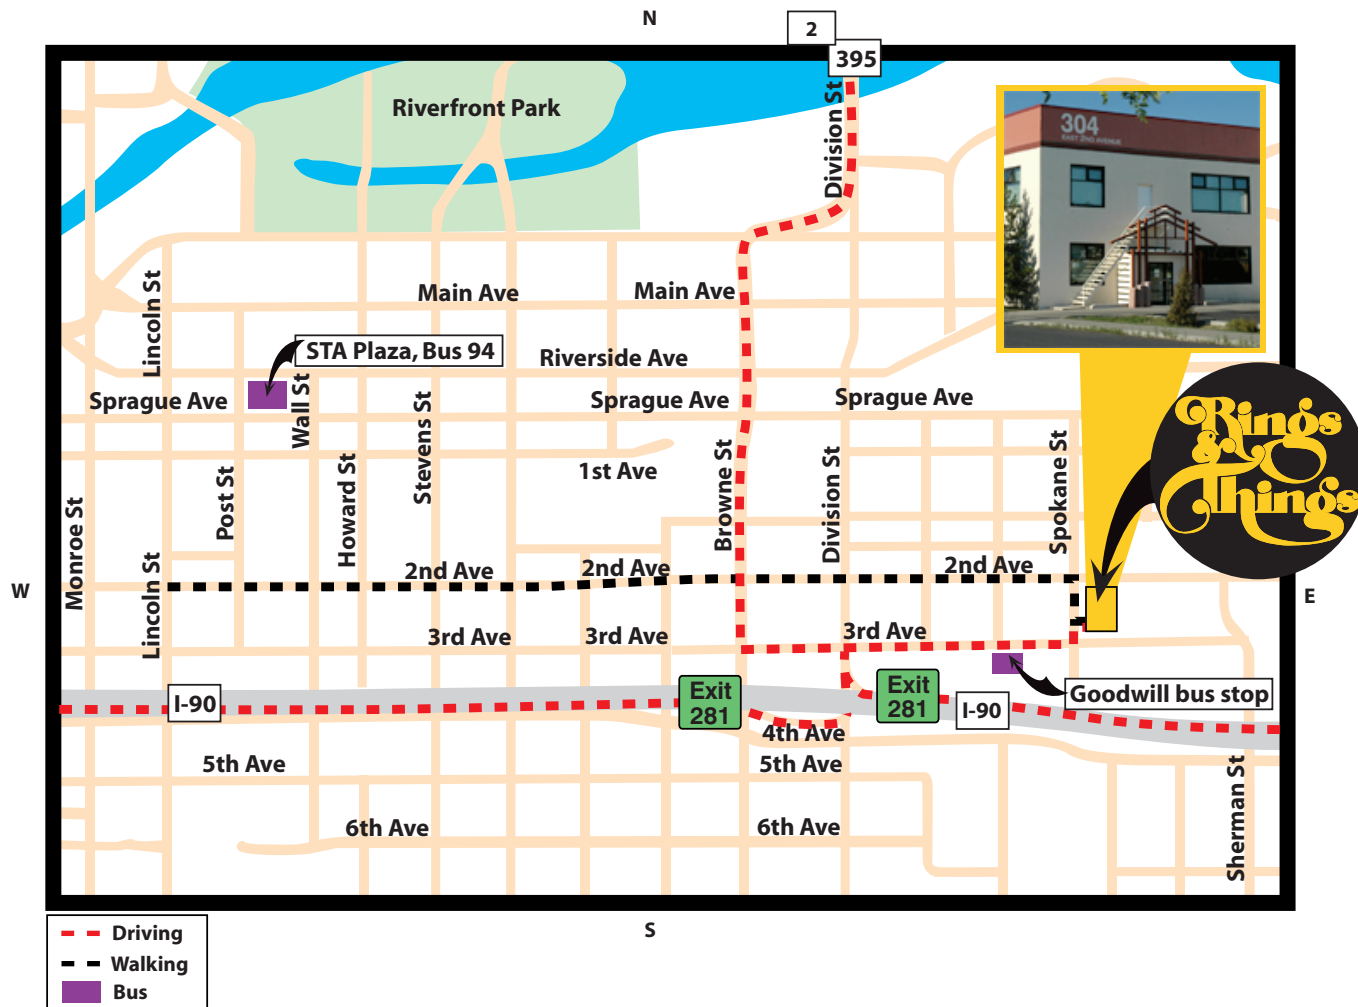 N
2
395
Riverfront Park
Division St
304
EAST 2ND AVENUE
Lincoln St
Main Ave
Main Ave
STA Plaza, Bus 94
Riverside Ave
Sprague Ave
Wall St
Stevens St
Sprague Ave
Sprague Ave
Rings
&
Things
1st Ave
Post St
Howard St
Browne St
Division St
Spokane St
Monroe St
Lincoln St
2nd Ave
2nd Ave
2nd Ave
W
E
3rd Ave
3rd Ave
3rd Ave
I-90
Exit
281
Exit
281
I-90
Goodwill bus stop
4th Ave
5th Ave
5th Ave
Sherman St
6th Ave
6th Ave
S
Driving
Walking
Bus